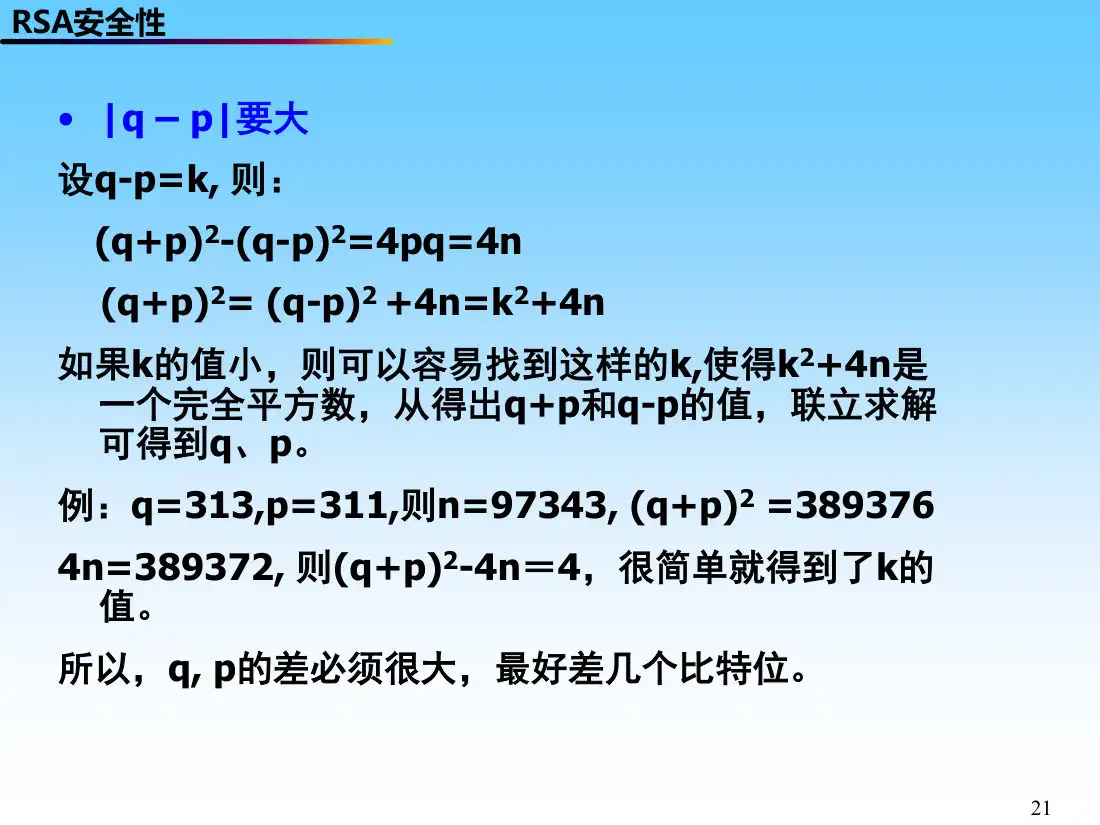 RSA安全性
• |q – p|要大
设q-p=k, 则：
(q+p)²-(q-p)²=4pq=4n
(q+p)²= (q-p)² +4n=k²+4n
如果k的值小，则可以容易找到这样的k,使得k²+4n是
一个完全平方数，从得出q+p和q-p的值，联立求解
可得到q、p。
例：q=313,p=311,则n=97343, (q+p)² =389376
4n=389372, 则(q+p)²-4n＝4，很简单就得到了k的
值。
所以，q, p的差必须很大，最好差几个比特位。
21